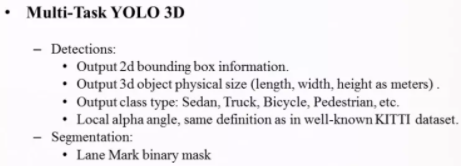 • Multi-Task YOLO 3D
– Detections:
• Output 2d bounding box information.
• Output 3d object physical size (length, width, height as meters) .
• Output class type: Sedan, Truck, Bicycle, Pedestrian, etc.
• Local alpha angle, same definition as in well-known KITTI dataset.
– Segmentation:
• Lane Mark binary mask